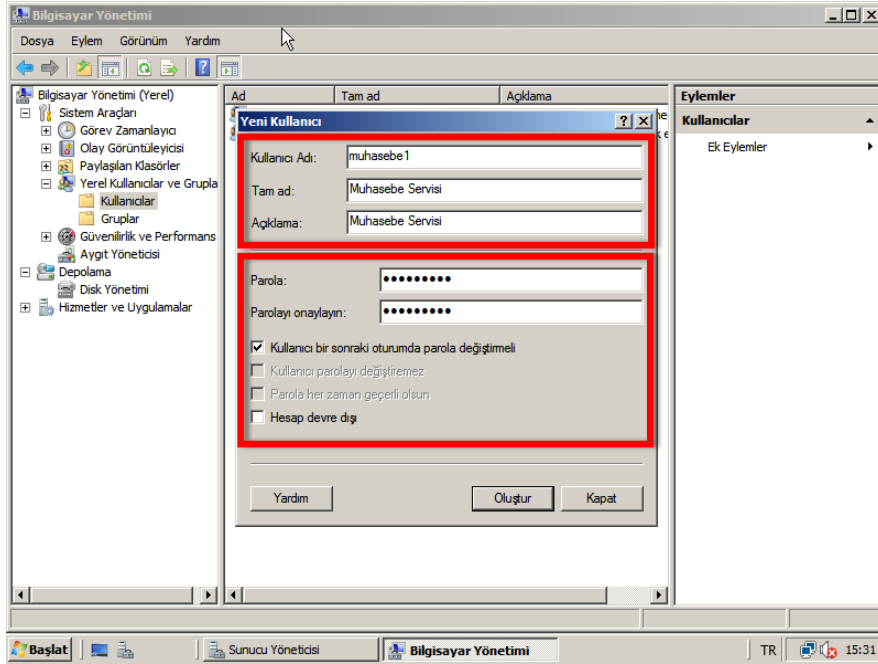 Bilgisayar Yönetimi
Dosya Eylem Görünüm Yardım
Bilgisayar Yönetimi (Yerel)
Sistem Araçları
Görev Zamanlayıcı
Olay Görüntüleyicisi
Paylaşılan Klasörler
Yerel Kullanıcılar ve Grupla
Kullanıcılar
Gruplar
Güvenilirlik ve Performans
Aygıt Yöneticisi
Depolama
Disk Yönetimi
Hizmetler ve Uygulamalar
Ad Tam ad Açıklama
Yeni Kullanıcı
Kullanıcı Adı: muhasebe1
Tam ad: Muhasebe Servisi
Açıklama: Muhasebe Servisi
Parola: •••••••••
Parolayı onaylayın: •••••••••
Kullanıcı bir sonraki oturumda parola değiştirmeli
Kullanıcı parolayı değiştiremez
Parola her zaman geçerli olsun
Hesap devre dışı
Yardım Oluştur Kapat
Eylemler
Kullanıcılar
Ek Eylemler
Başlat Sunucu Yöneticisi Bilgisayar Yönetimi TR 15:31